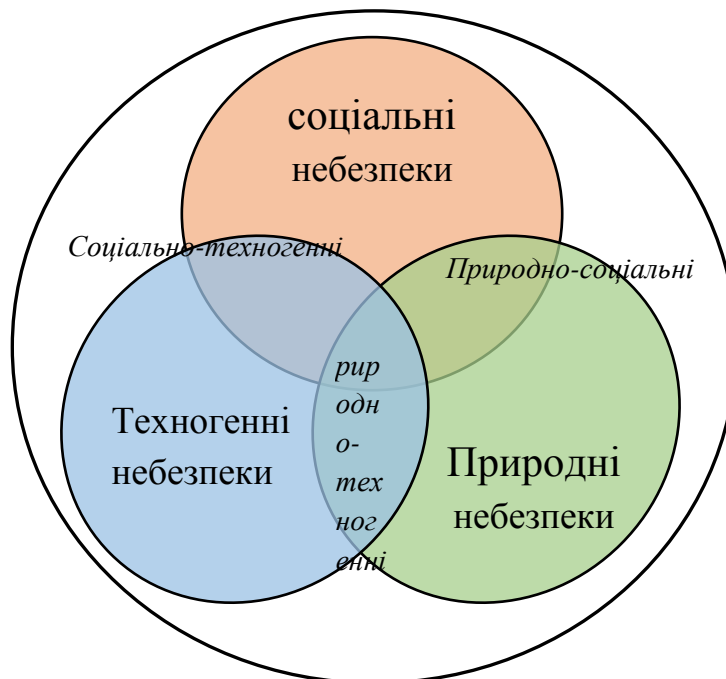 соціальні
небезпеки
Соціально-техногенні
Природно-соціальні
рир
одн
о-
тех
ног
енні
Техногенні
небезпеки
Природні
небезпеки